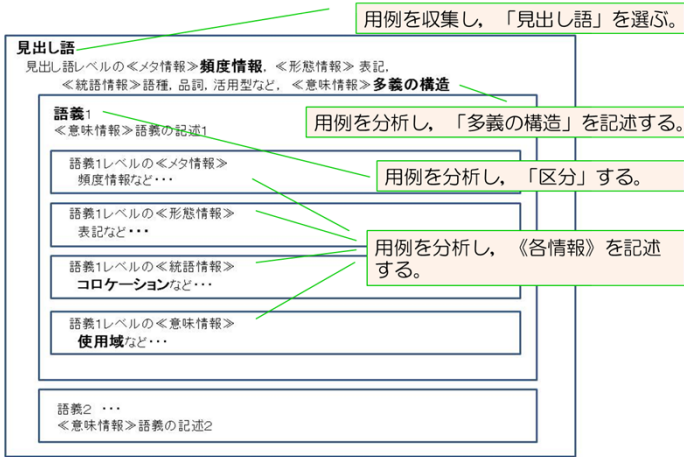 用例を収集し，「見出し語」を選ぶ。
見出し語
見出し語レベルの≪メタ情報≫頻度情報，≪形態情報≫ 表記，
≪統語情報≫語種，品詞，活用型など，≪意味情報≫多義の構造
語義1
≪意味情報≫語義の記述1
用例を分析し，「多義の構造」を記述する。
語義1レベルの≪メタ情報≫
頻度情報など・・・
用例を分析し，「区分」する。
語義1レベルの≪形態情報≫
表記など・・・
用例を分析し，《各情報》を記述
する。
語義1レベルの≪統語情報≫
コロケーションなど・・・
語義1レベルの≪意味情報≫
使用域など・・・
語義2 ・・・
≪意味情報≫語義の記述2